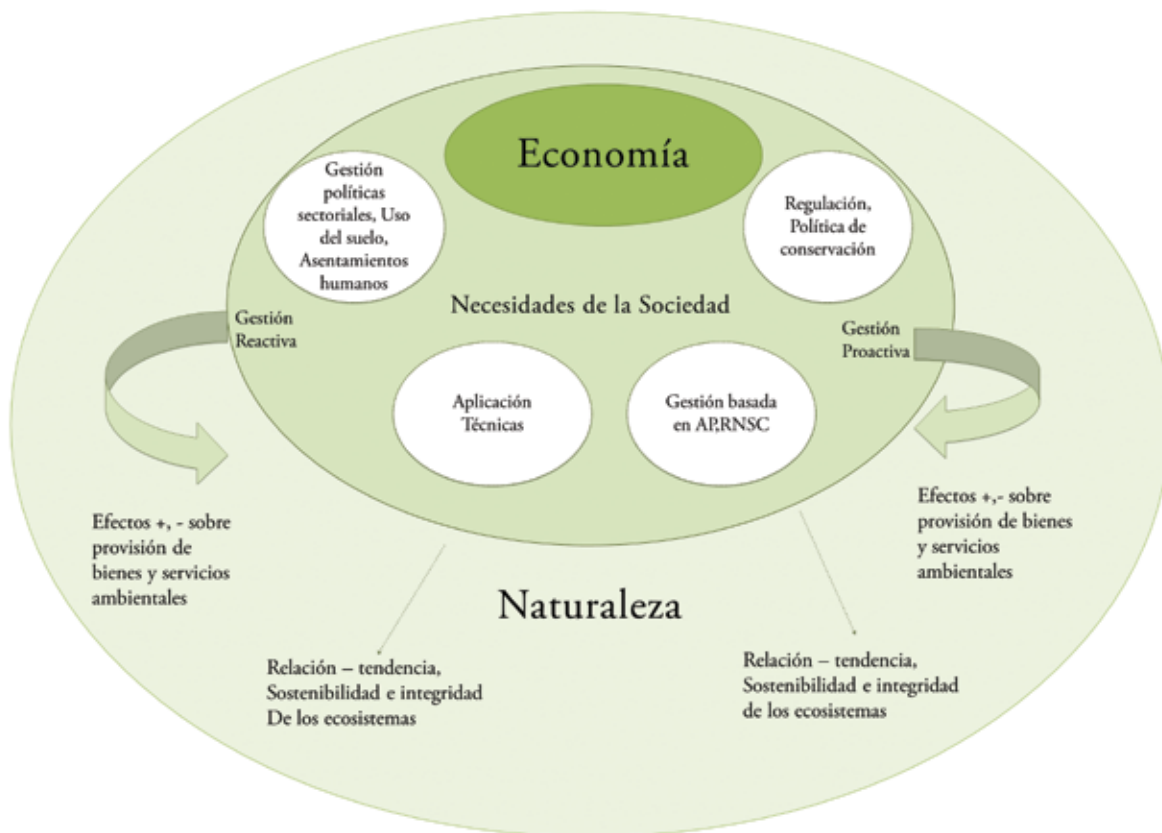 Economía
Gestión
políticas
sectoriales, Uso
del suelo,
Asentamientos
humanos
Regulación,
Política de
conservación
Necesidades de la Sociedad
Gestión
Reactiva
Gestión
Proactiva
Aplicación
Técnicas
Gestión basada
en AP,RNSC
Efectos +, - sobre
provisión de
bienes y servicios
ambientales
Efectos +,- sobre
provisión de bienes
y servicios
ambientales
Naturaleza
Relación – tendencia,
Sostenibilidad e integridad
De los ecosistemas
Relación – tendencia,
Sostenibilidad e integridad
de los ecosistemas